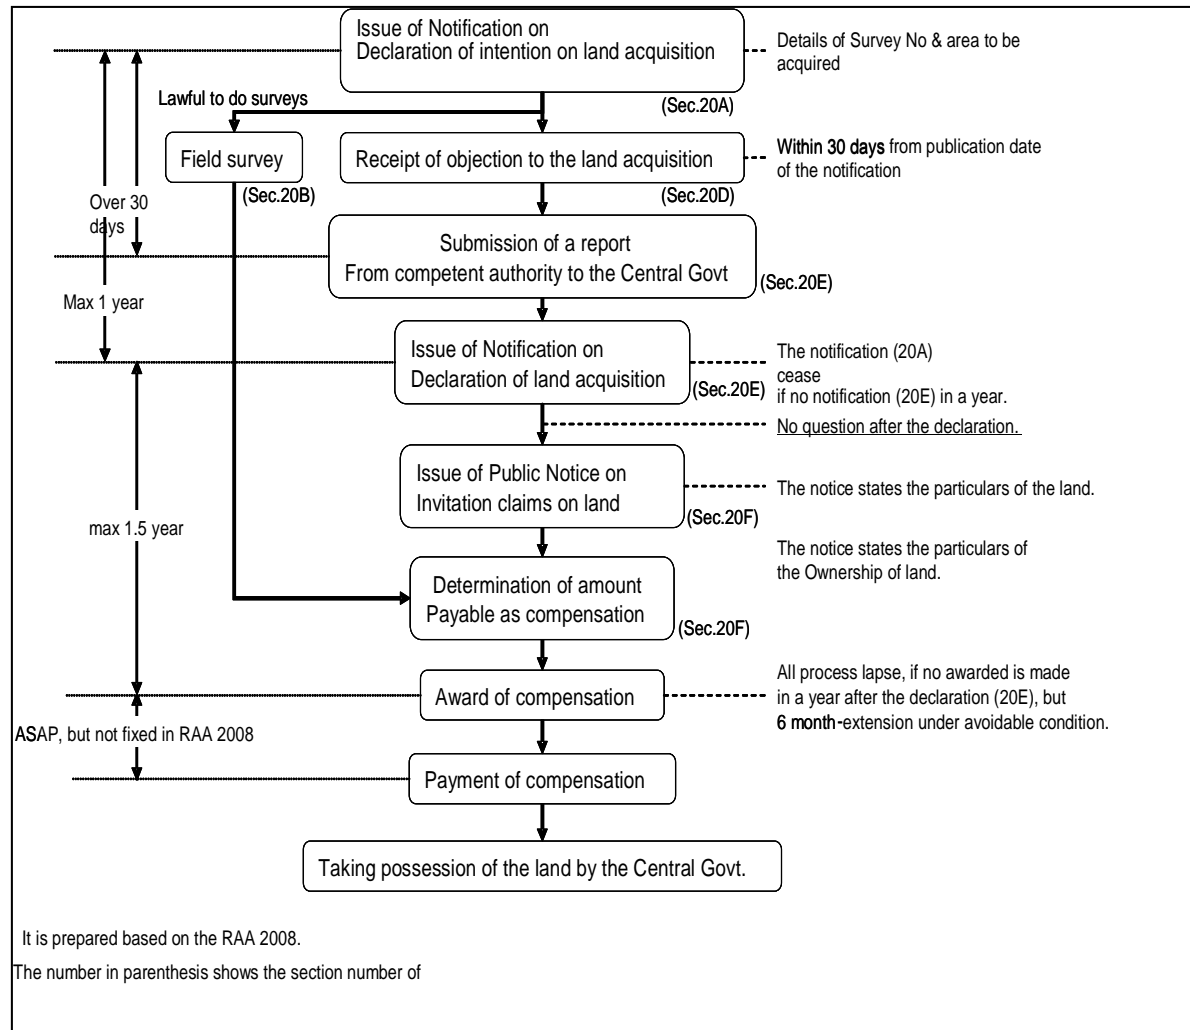 Issue of Notification on
Declaration of intention on land acquisition
Details of Survey No & area to be
acquired
(Sec.20A)
Lawful to do surveys
Field survey
(Sec.20B)
Receipt of objection to the land acquisition
(Sec.20D)
Within 30 days from publication date
of the notification
Over 30
days
Submission of a report
From competent authority to the Central Govt
(Sec.20E)
Max 1 year
Issue of Notification on
Declaration of land acquisition
(Sec.20E)
The notification (20A)
cease
if no notification (20E) in a year.
No question after the declaration.
Issue of Public Notice on
Invitation claims on land
(Sec.20F)
The notice states the particulars of the land.
max 1.5 year
The notice states the particulars of
the Ownership of land.
Determination of amount
Payable as compensation
(Sec.20F)
Award of compensation
All process lapse, if no awarded is made
in a year after the declaration (20E), but
6 month-extension under avoidable condition.
ASAP, but not fixed in RAA 2008
Payment of compensation
Taking possession of the land by the Central Govt.
It is prepared based on the RAA 2008.
The number in parenthesis shows the section number of